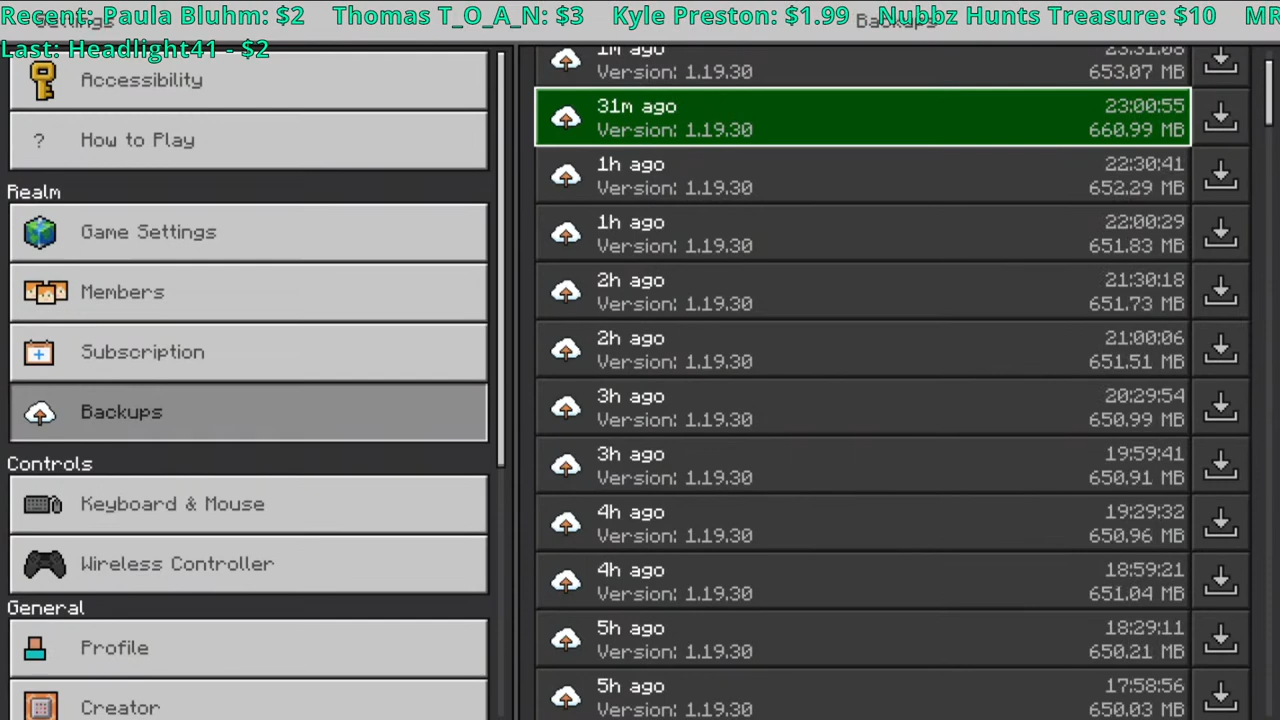 Recent: Paula Bluhm: $2 Thomas T_O_A_N: $3 Kyle Preston: $1.99 Nubbz Hunts Treasure: $10 MR
Last: Headlight41 - $2
Settings
Backups
Accessibility
How to Play
Realm
Game Settings
Members
Subscription
Backups
Controls
Keyboard & Mouse
Wireless Controller
General
Profile
Creator
1m ago 23:31:08
Version: 1.19.30 653.07 MB
31m ago 23:00:55
Version: 1.19.30 660.99 MB
1h ago 22:30:41
Version: 1.19.30 652.29 MB
1h ago 22:00:29
Version: 1.19.30 651.83 MB
2h ago 21:30:18
Version: 1.19.30 651.73 MB
2h ago 21:00:06
Version: 1.19.30 651.51 MB
3h ago 20:29:54
Version: 1.19.30 650.99 MB
3h ago 19:59:41
Version: 1.19.30 650.91 MB
4h ago 19:29:32
Version: 1.19.30 650.96 MB
4h ago 18:59:21
Version: 1.19.30 651.04 MB
5h ago 18:29:11
Version: 1.19.30 650.21 MB
5h ago 17:58:56
Version: 1.19.30 650.03 MB